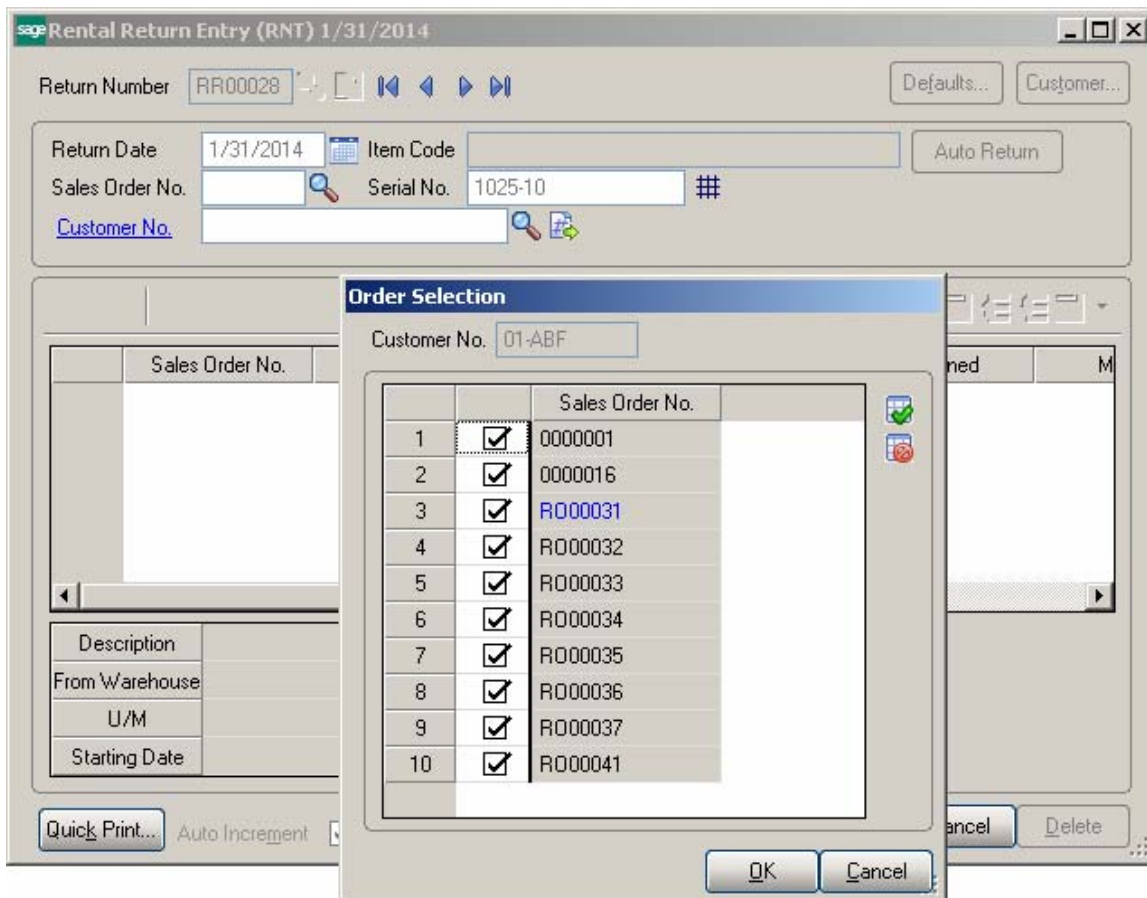 sage Rental Return Entry (RNT) 1/31/2014
Return Number RR00028 Defaults... Customer...
Return Date 1/31/2014 Item Code Auto Return
Sales Order No. Serial No. 1025-10
Customer No.
Order Selection
Customer No. 01-ABF
Sales Order No. ned M
Sales Order No.
1 0000001
2 0000016
3 RO00031
4 RO00032
5 RO00033
6 RO00034
7 RO00035
8 RO00036
9 RO00037
10 RO00041
Description
From Warehouse
U/M
Starting Date
Quick Print... Auto Increment ancel Delete
OK Cancel